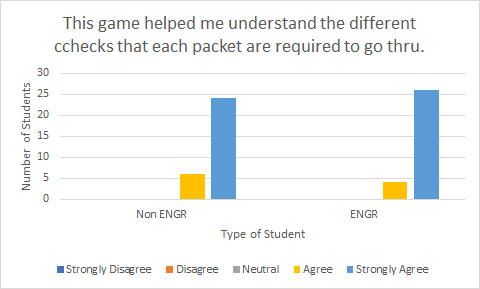 This game helped me understand the different
cchecks that each packet are required to go thru.
30
25
20
15
10
5
0
Number of Students
Non ENGR ENGR
Type of Student
Strongly Disagree Disagree Neutral Agree Strongly Agree